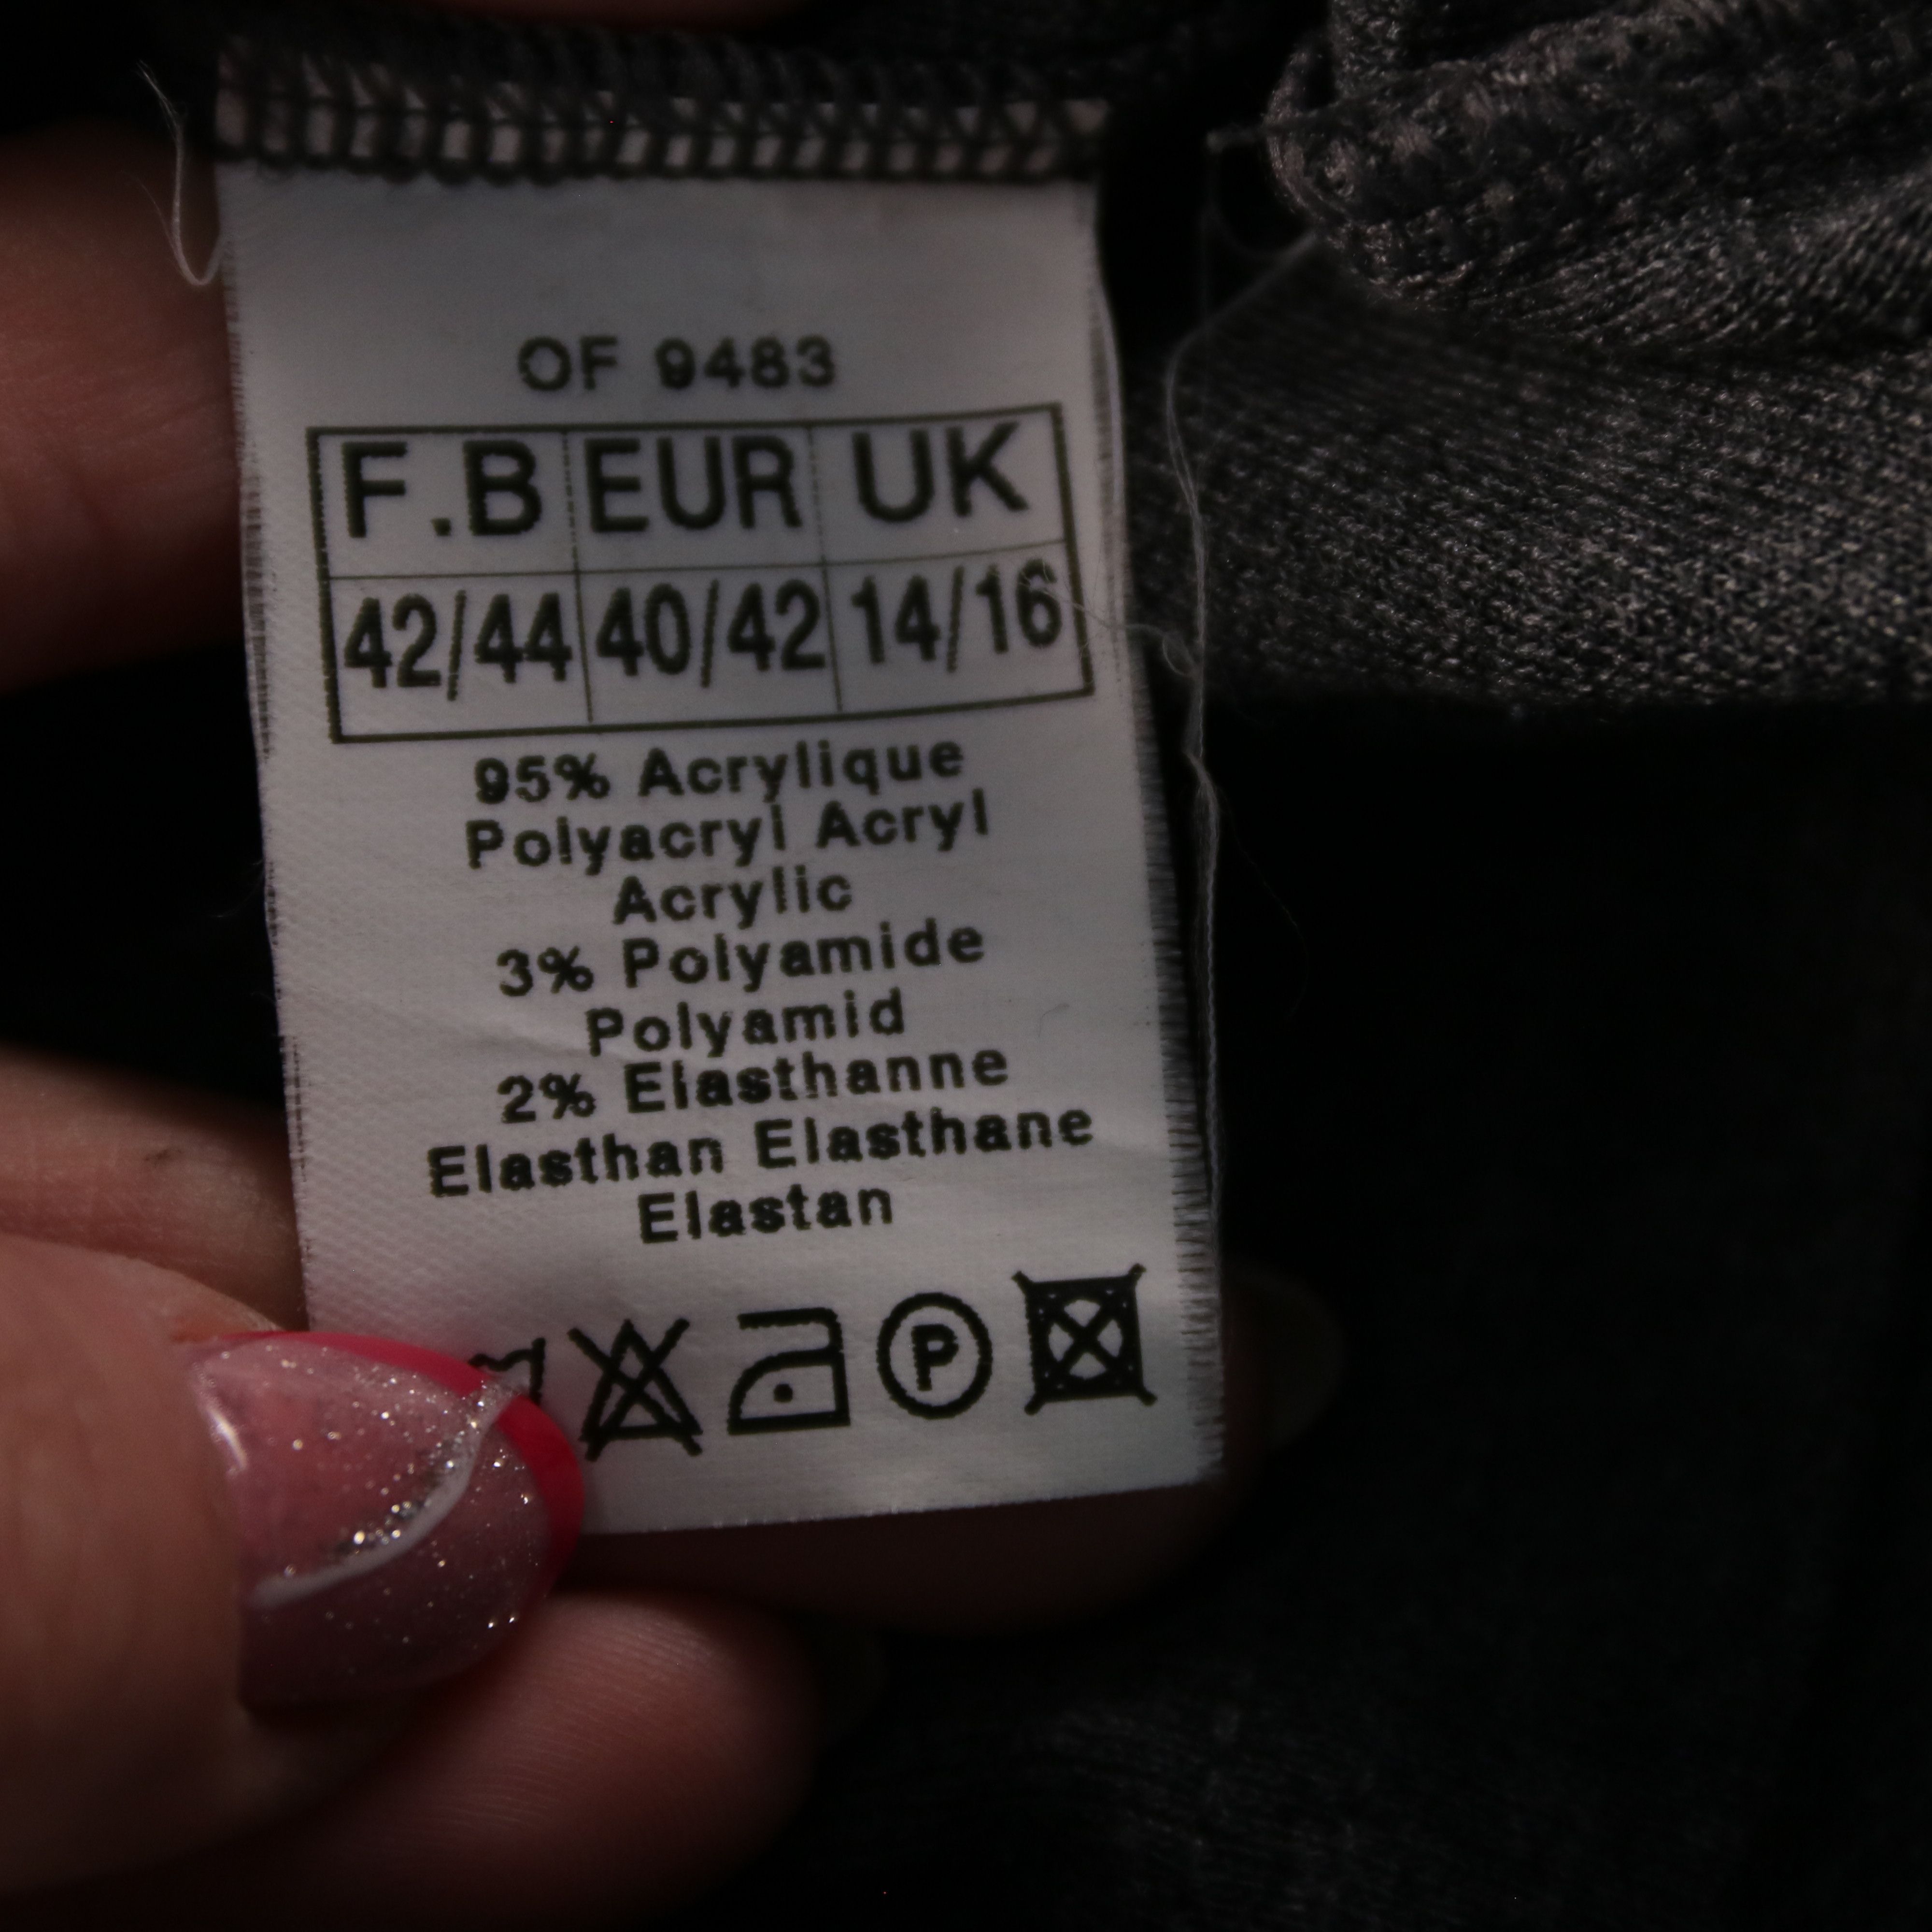 OF 9483
F.B EUR UK
42/44 40/42 14/16
95% Acrylique
Polyacryl Acryl
Acrylic
3% Polyamide
Polyamid
2% Elasthanne
Elasthan Elasthane
Elastan
P